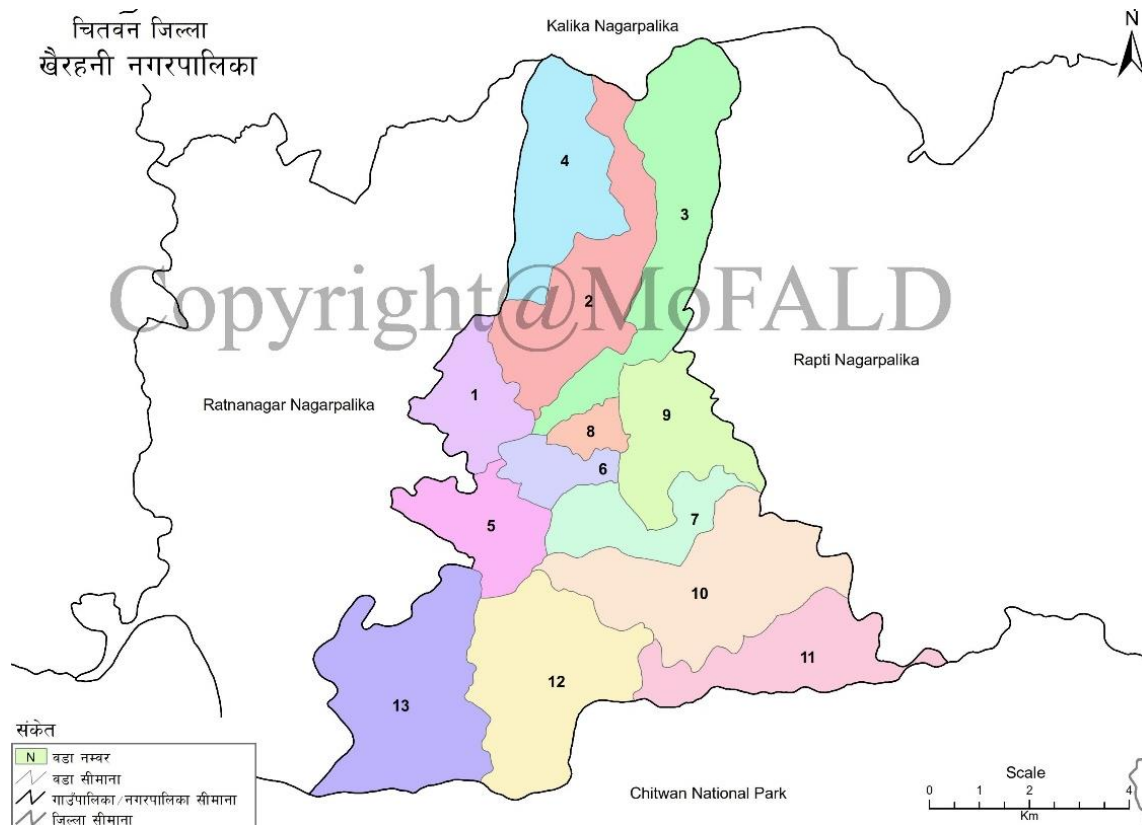 चितवन जिल्ला
खैरहनी नगरपालिका
Kalika Nagarpalika
N
4
3
Copyright@MoFALD
2
Rapti Nagarpalika
1
Ratnanagar Nagarpalika
9
8
6
5
7
10
11
12
13
संकेत
N वडा नम्बर
वडा सीमाना
गाउँपालिका/नगरपालिका सीमाना
जिल्ला सीमाना
Chitwan National Park
Scale
0 1 2 4
Km